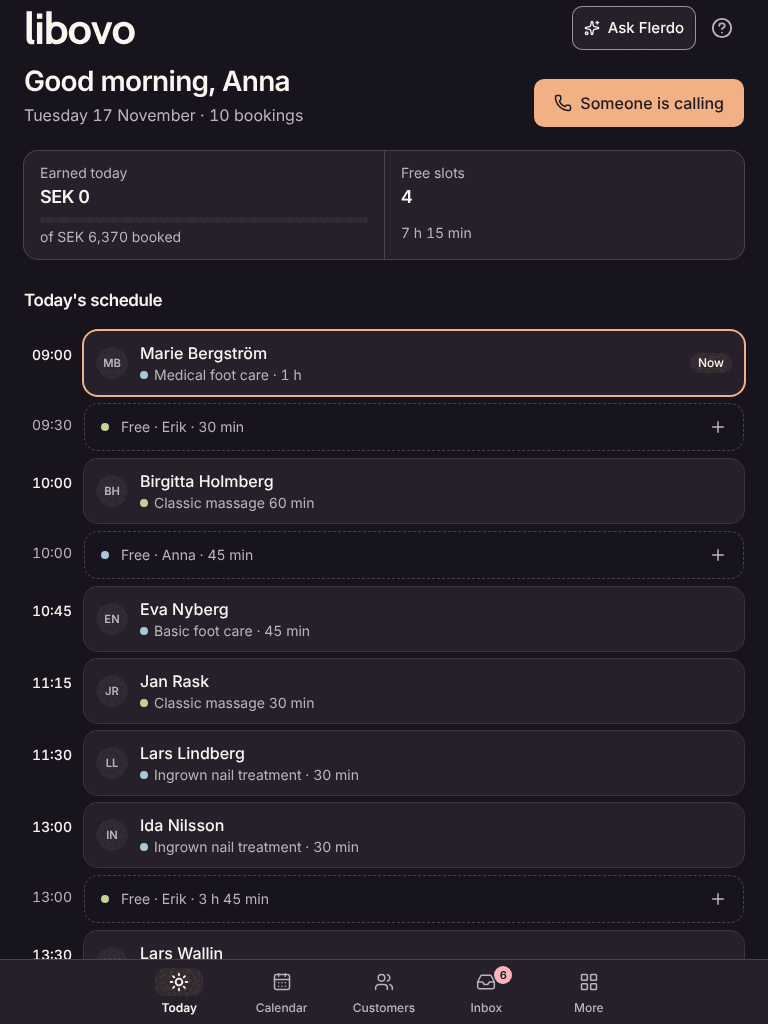 libovo
Ask Flerdo
Good morning, Anna
Tuesday 17 November · 10 bookings
Someone is calling
Earned today
SEK 0
of SEK 6,370 booked
Free slots
4
7 h 15 min
Today's schedule
09:00
MB
Marie Bergström
Medical foot care · 1 h
Now
09:30
Free · Erik · 30 min
10:00
BH
Birgitta Holmberg
Classic massage 60 min
10:00
Free · Anna · 45 min
10:45
EN
Eva Nyberg
Basic foot care · 45 min
11:15
JR
Jan Rask
Classic massage 30 min
11:30
LL
Lars Lindberg
Ingrown nail treatment · 30 min
13:00
IN
Ida Nilsson
Ingrown nail treatment · 30 min
13:00
Free · Erik · 3 h 45 min
13:30
Lars Wallin
Today
Calendar
Customers
Inbox
6
More